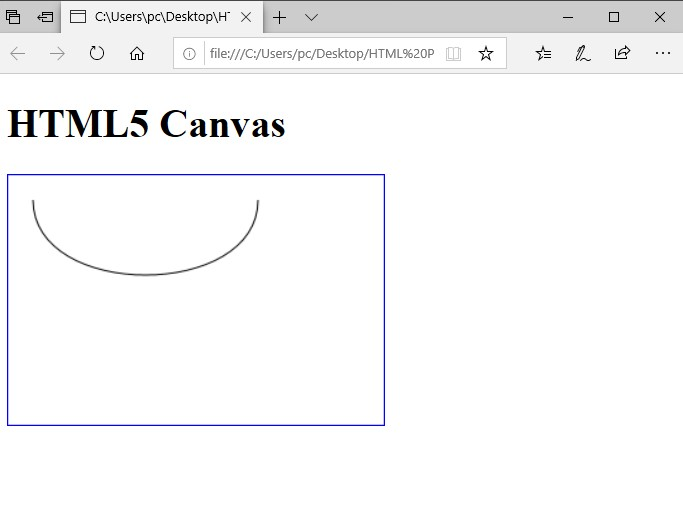 C:\Users\pc\Desktop\HT
file:///C:/Users/pc/Desktop/HTML%20P
HTML5 Canvas